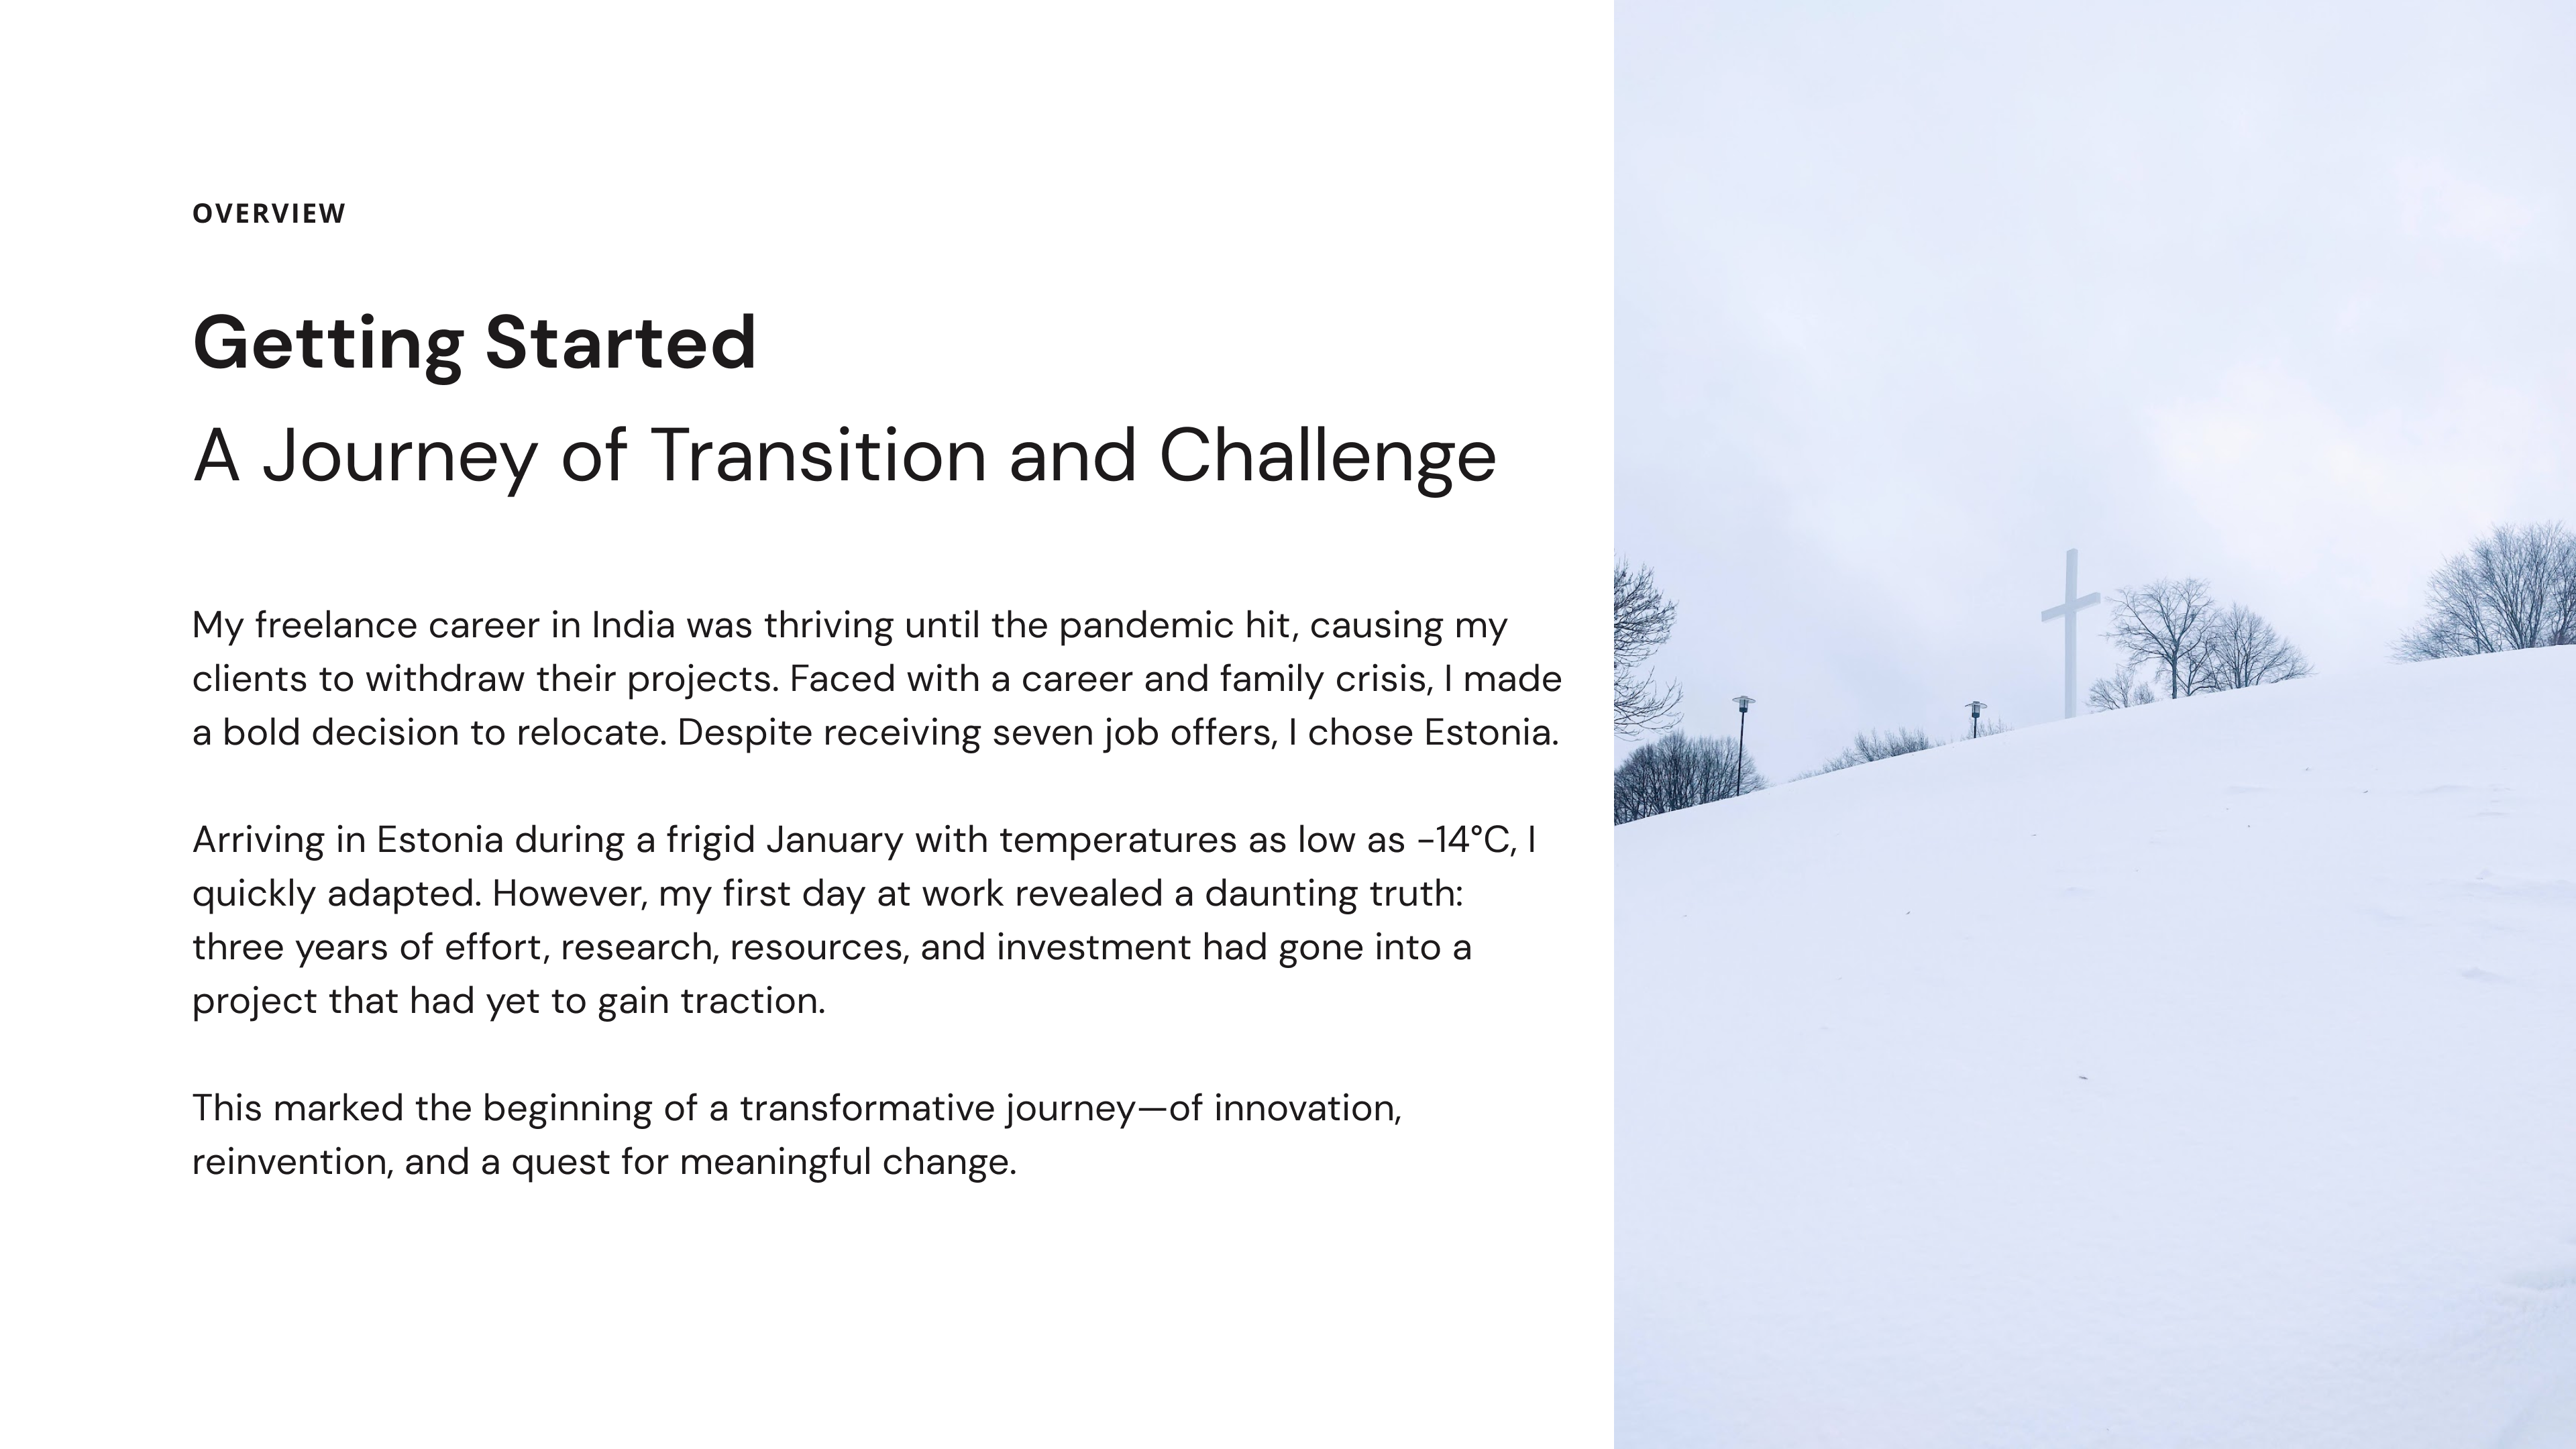 OVERVIEW
Getting Started
A Journey of Transition and Challenge
My freelance career in India was thriving until the pandemic hit, causing my
clients to withdraw their projects. Faced with a career and family crisis, I made
a bold decision to relocate. Despite receiving seven job offers, I chose Estonia.
Arriving in Estonia during a frigid January with temperatures as low as -14°C, I
quickly adapted. However, my first day at work revealed a daunting truth:
three years of effort, research, resources, and investment had gone into a
project that had yet to gain traction.
This marked the beginning of a transformative journey—of innovation,
reinvention, and a quest for meaningful change.